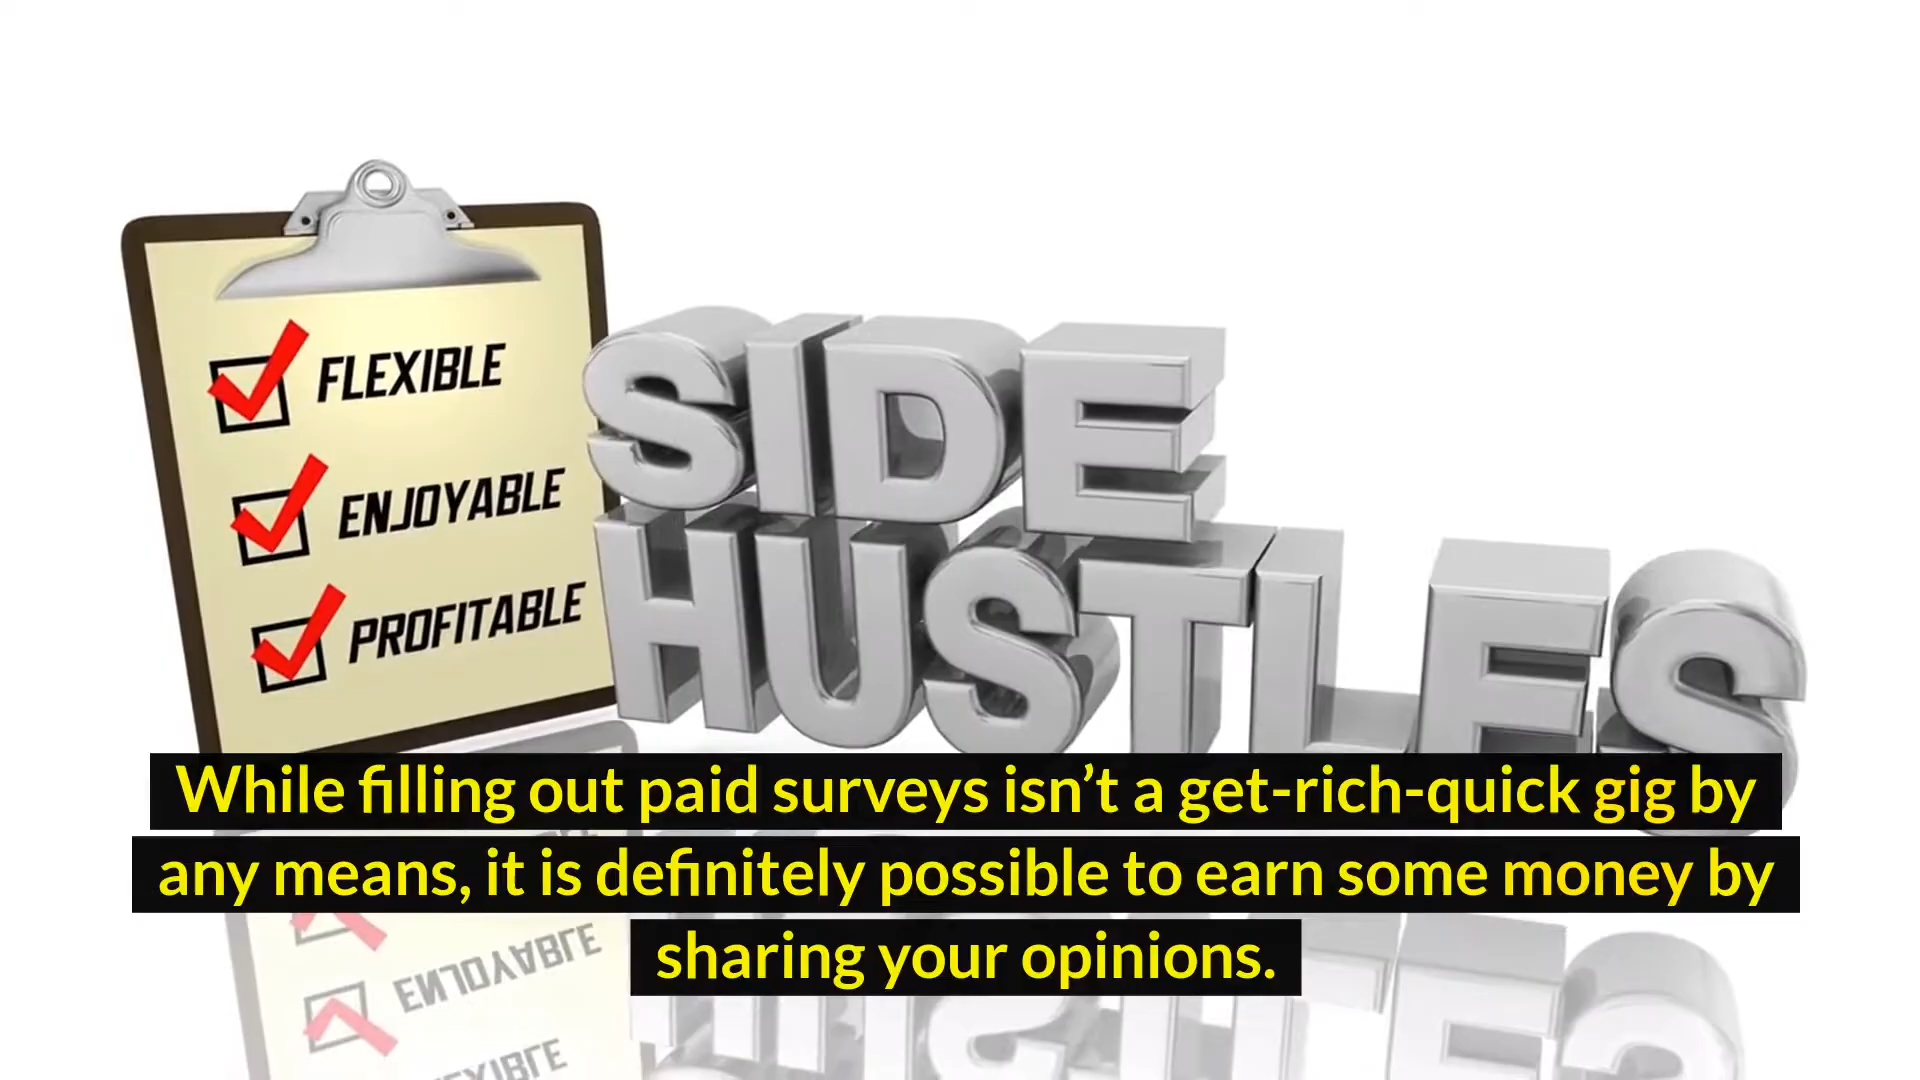 FLEXIBLE
ENJOYABLE
PROFITABLE
SIDE
HUSTLES
While filling out paid surveys isn’t a get-rich-quick gig by
any means, it is definitely possible to earn some money by
sharing your opinions.